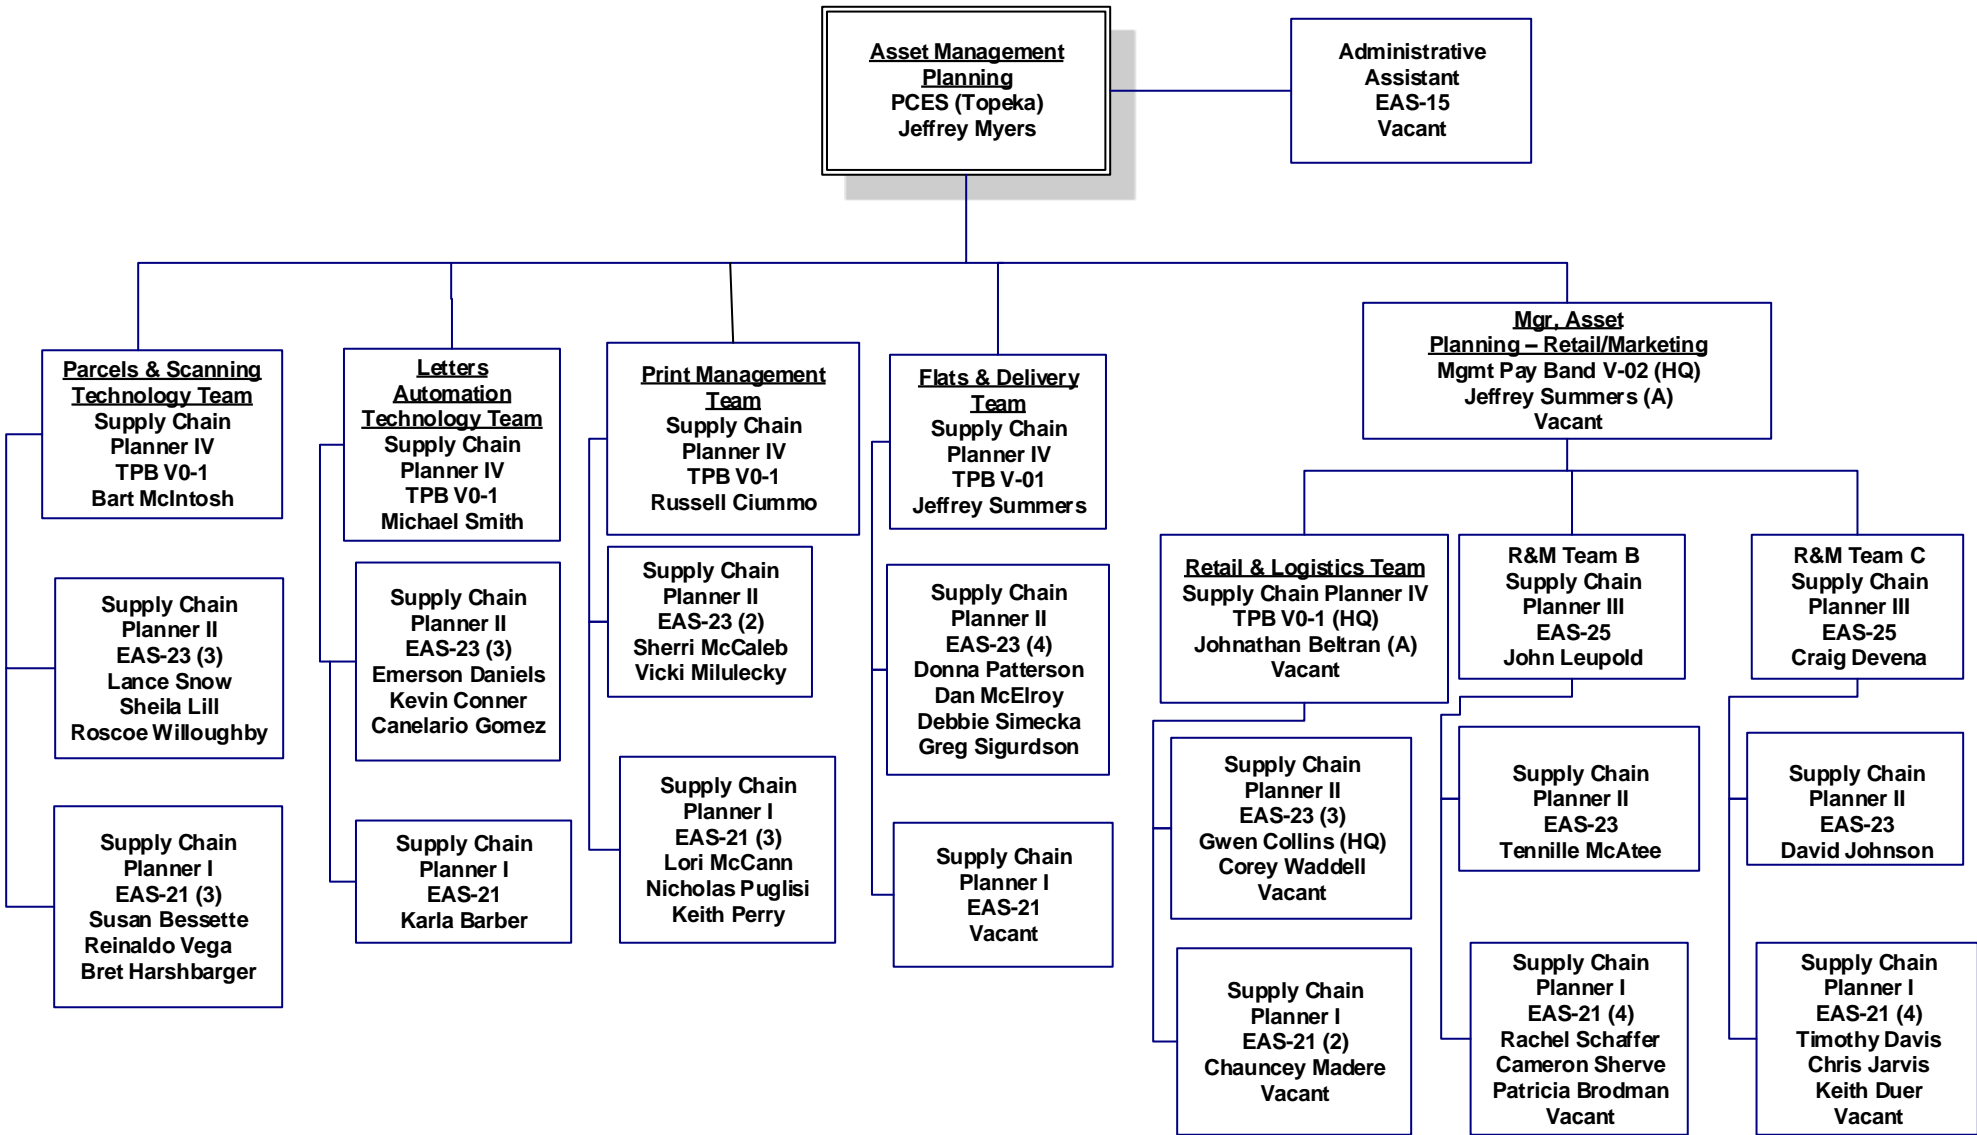 Asset Management
Planning
PCES (Topeka)
Jeffrey Myers
Administrative
Assistant
EAS-15
Vacant
Parcels & Scanning
Technology Team
Supply Chain
Planner IV
TPB V0-1
Bart McIntosh
Supply Chain
Planner II
EAS-23 (3)
Lance Snow
Sheila Lill
Roscoe Willoughby
Supply Chain
Planner I
EAS-21 (3)
Susan Bessette
Reinaldo Vega
Bret Harshbarger
Letters
Automation
Technology Team
Supply Chain
Planner IV
TPB V0-1
Michael Smith
Supply Chain
Planner II
EAS-23 (3)
Emerson Daniels
Kevin Conner
Canelario Gomez
Supply Chain
Planner I
EAS-21
Karla Barber
Print Management
Team
Supply Chain
Planner IV
TPB V0-1
Russell Ciummo
Supply Chain
Planner II
EAS-23 (2)
Sherri McCaleb
Vicki Milulecky
Supply Chain
Planner I
EAS-21 (3)
Lori McCann
Nicholas Puglisi
Keith Perry
Flats & Delivery
Team
Supply Chain
Planner IV
TPB V-01
Jeffrey Summers
Supply Chain
Planner II
EAS-23 (4)
Donna Patterson
Dan McElroy
Debbie Simecka
Greg Sigurdson
Supply Chain
Planner I
EAS-21
Vacant
Mgr, Asset
Planning – Retail/Marketing
Mgmt Pay Band V-02 (HQ)
Jeffrey Summers (A)
Vacant
Retail & Logistics Team
Supply Chain Planner IV
TPB V0-1 (HQ)
Johnathan Beltran (A)
Vacant
Supply Chain
Planner II
EAS-23 (3)
Gwen Collins (HQ)
Corey Waddell
Vacant
Supply Chain
Planner I
EAS-21 (2)
Chauncey Madere
Vacant
R&M Team B
Supply Chain
Planner III
EAS-25
John Leupold
Supply Chain
Planner II
EAS-23
Tennille McAtee
Supply Chain
Planner I
EAS-21 (4)
Rachel Schaffer
Cameron Sherve
Patricia Brodman
Vacant
R&M Team C
Supply Chain
Planner III
EAS-25
Craig Devena
Supply Chain
Planner II
EAS-23
David Johnson
Supply Chain
Planner I
EAS-21 (4)
Timothy Davis
Chris Jarvis
Keith Duer
Vacant